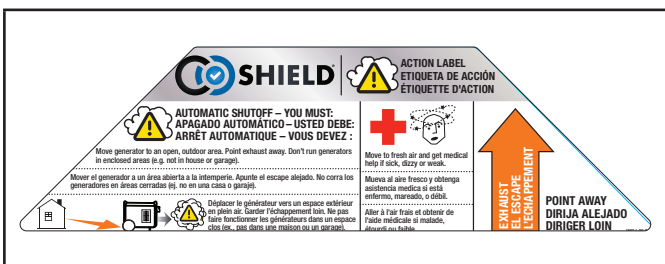 CO SHIELD®
ACTION LABEL
ETIQUETA DE ACCIÓN
ÉTIQUETTE D'ACTION
AUTOMATIC SHUTOFF – YOU MUST:
APAGADO AUTOMÁTICO – USTED DEBE:
ARRÊT AUTOMATIQUE – VOUS DEVEZ :
Move generator to an open, outdoor area. Point exhaust away. Don't run generators
in enclosed areas (e.g. not in house or garage).
Mover el generador a un área abierta a la intemperie. Apunte el escape alejado. No corra los
generadores en áreas cerradas (ej. no en una casa o garaje).
Déplacer le générateur vers un espace extérieur
en plein air. Garder l'échappement loin. Ne pas
faire fonctionner les générateurs dans un espace
clos (ex., pas dans une maison ou un garage).
Move to fresh air and get medical
help if sick, dizzy or weak.
Mueva al aire fresco y obtenga
asistencia medica si está
enfermo, mareado, o débil.
Aller à l'air frais et obtenir de
l'aide médicale si malade,
étourdi ou faible.
EXHAUST
EL ESCAPE
L'ÉCHAPPEMENT
POINT AWAY
DIRIJA ALEJADO
DIRIGER LOIN